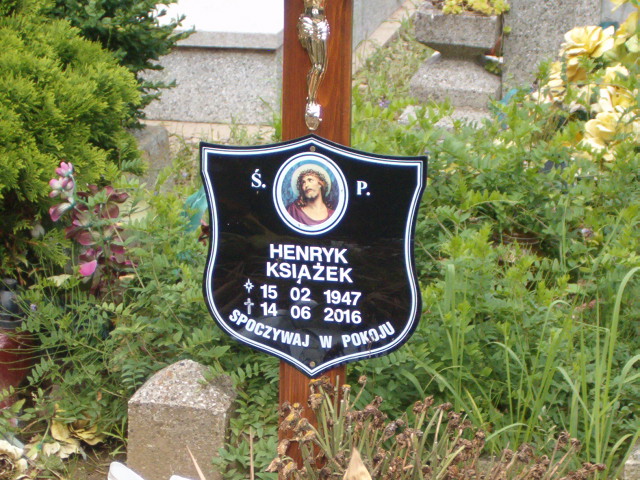 Ś. P.
HENRYK
KSIĄŻEK
15 02 1947
14 06 2016
SPOCZYWAJ W POKOJU